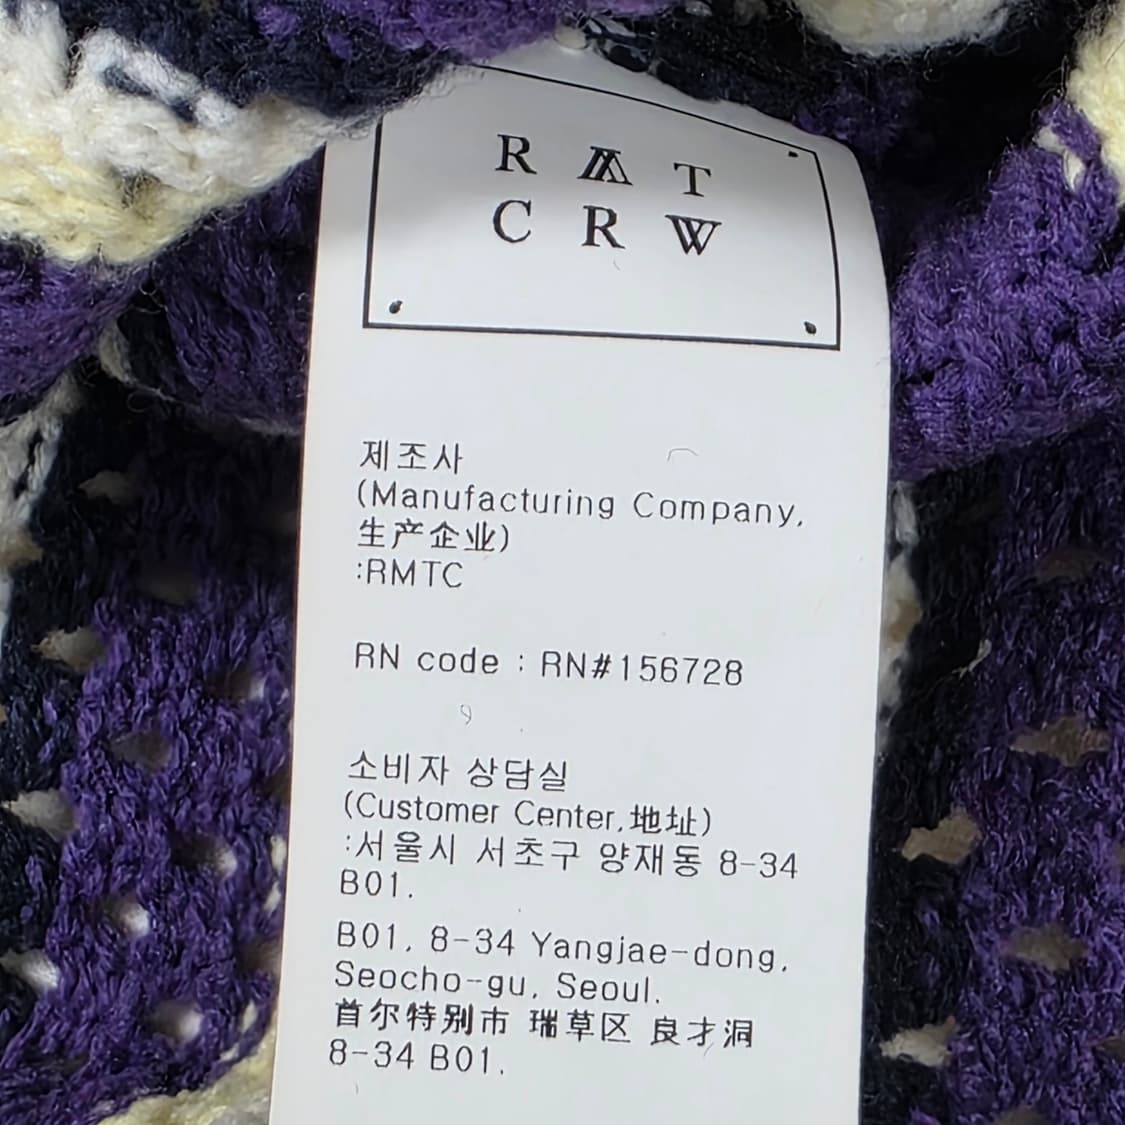 R M T
C R W
제조사
(Manufacturing Company,
生产企业)
:RMTC
RN code : RN#156728
소비자 상담실
(Customer Center,地址)
:서울시 서초구 양재동 8-34
B01.
B01, 8-34 Yangjae-dong,
Seocho-gu, Seoul.
首尔特别市 瑞草区 良才洞
8-34 B01.